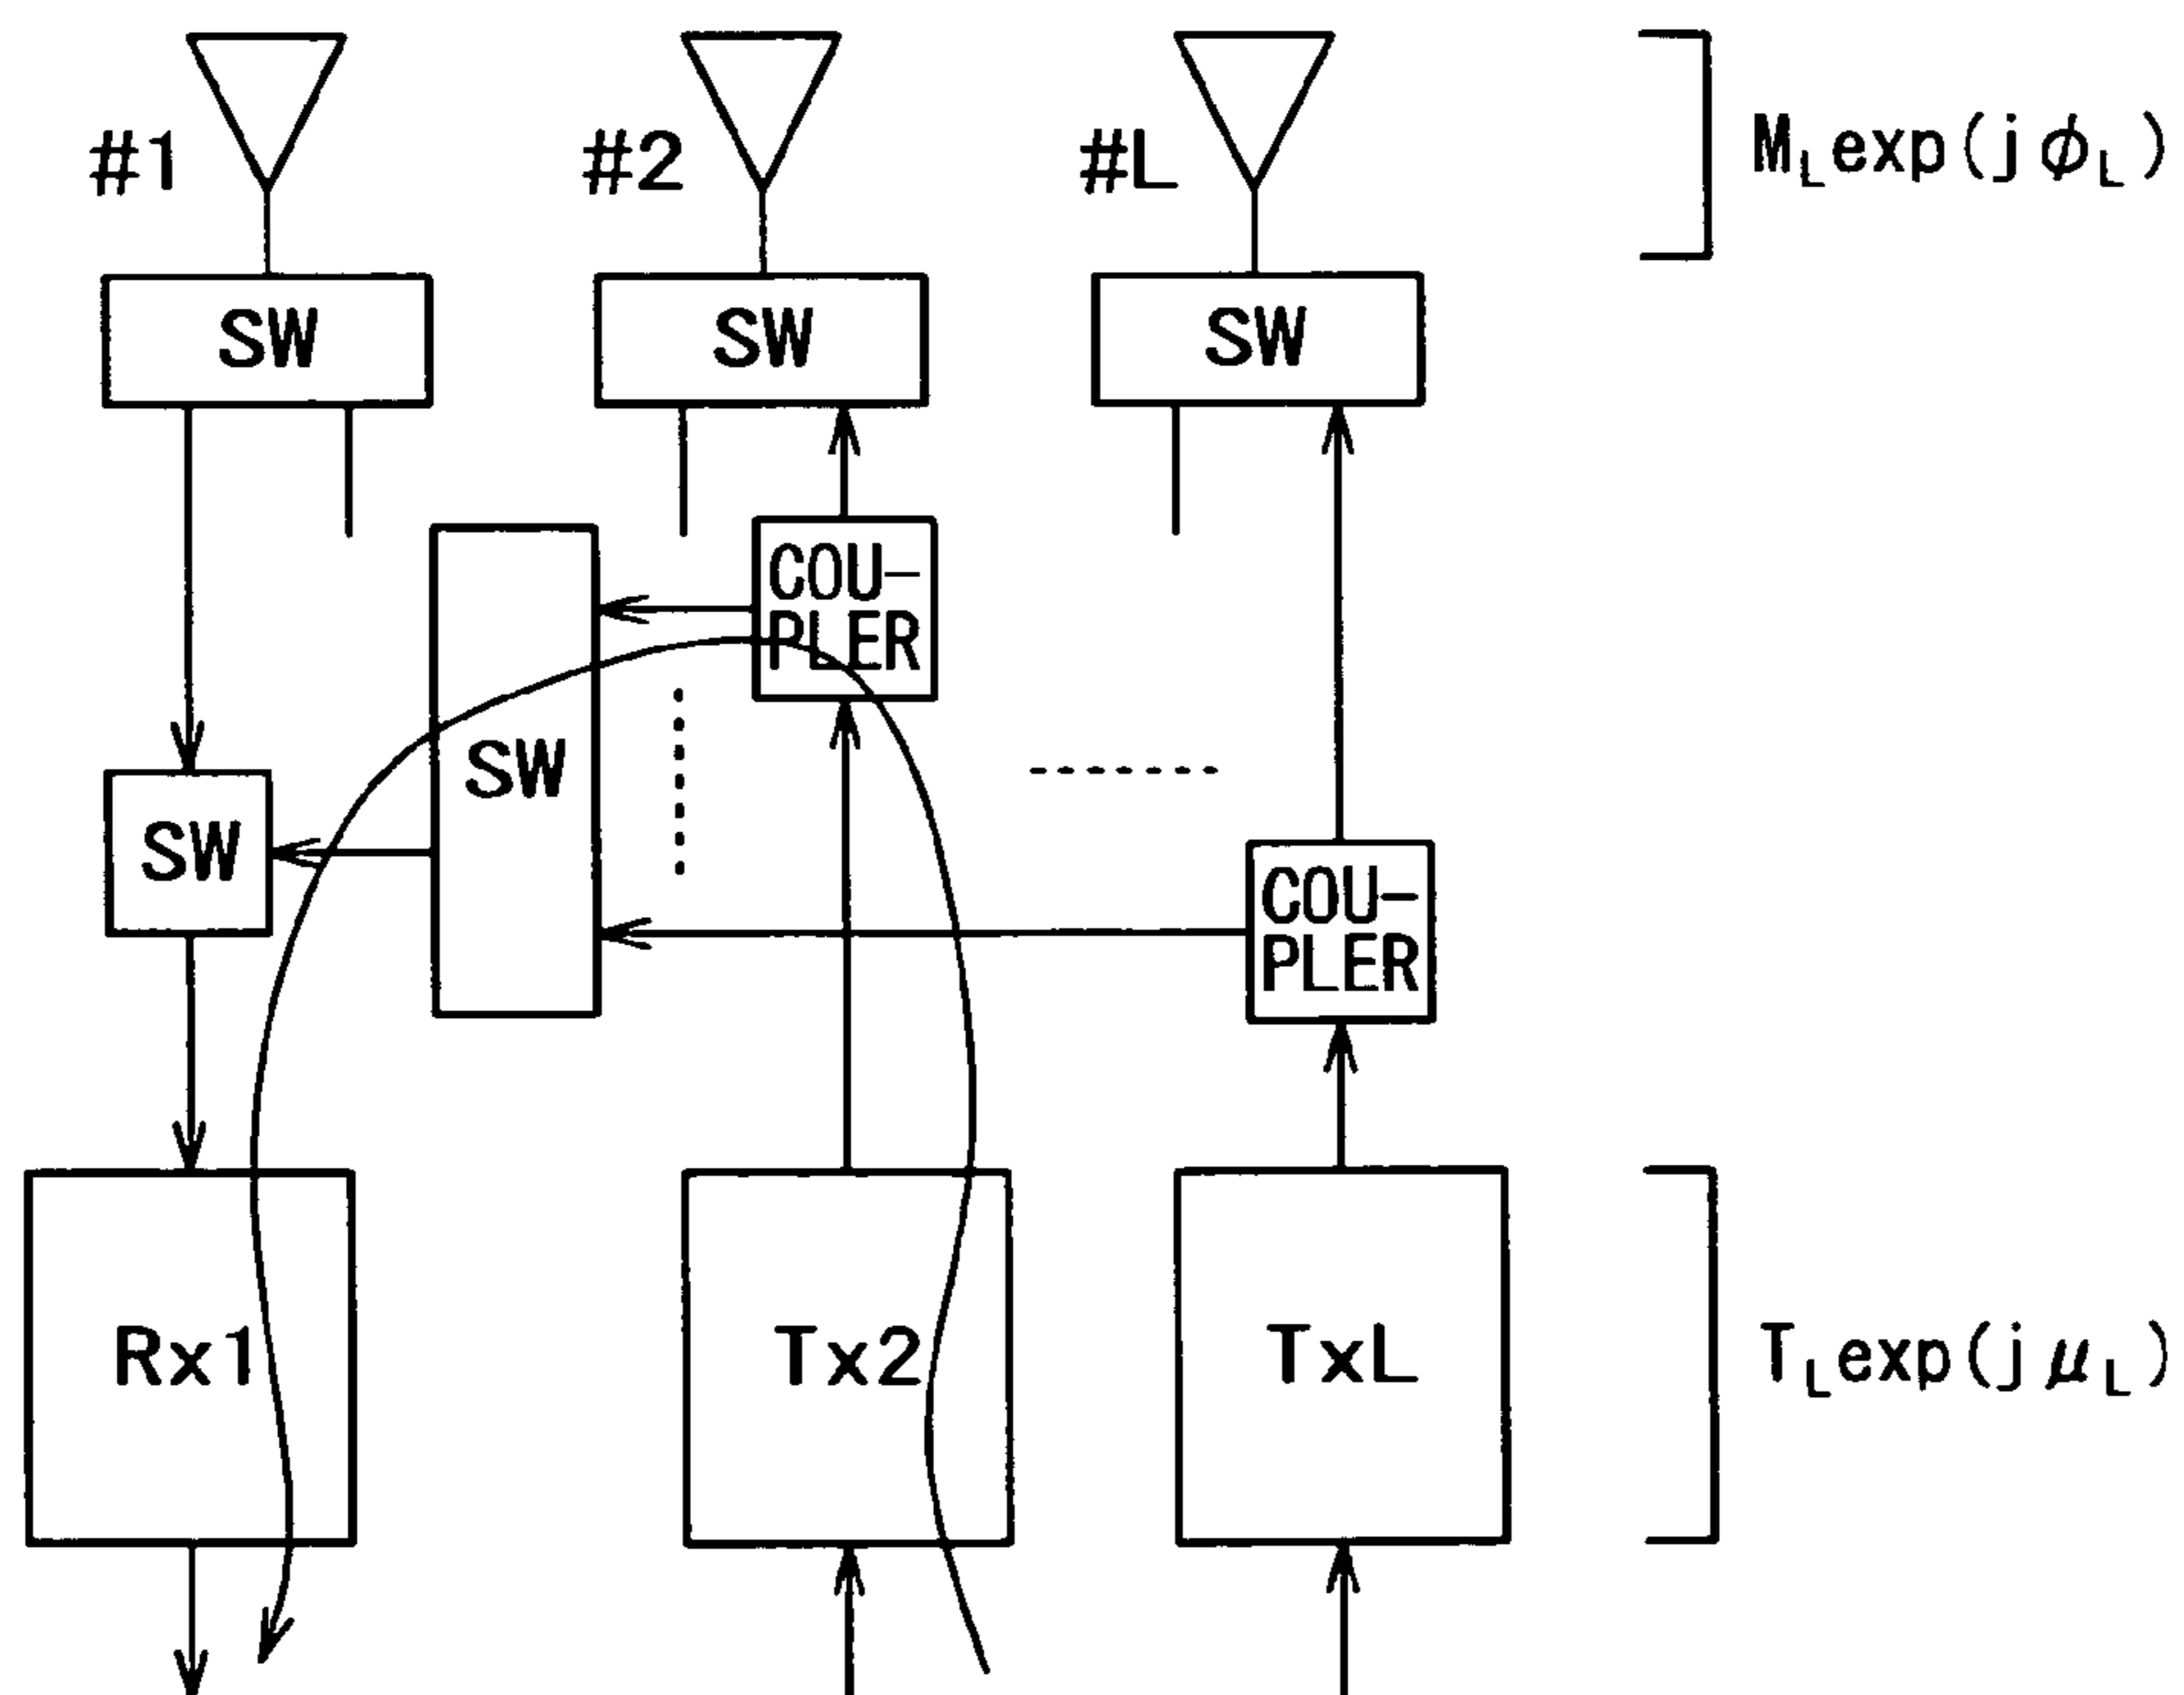 #1
#2
#L
M_L exp(jϕ_L)
SW
SW
SW
COU-
PLER
SW
SW
COU-
PLER
Rx1
Tx2
TxL
T_L exp(jμ_L)